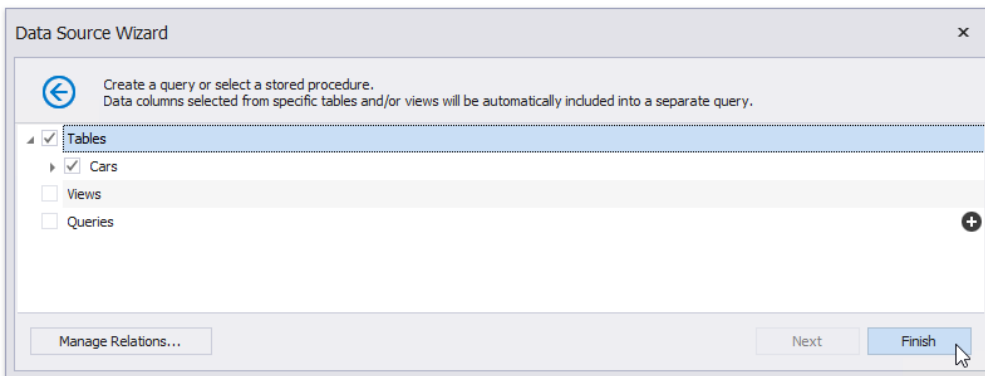 Data Source Wizard
Create a query or select a stored procedure.
Data columns selected from specific tables and/or views will be automatically included into a separate query.
Tables
Cars
Views
Queries
Manage Relations...
Next
Finish